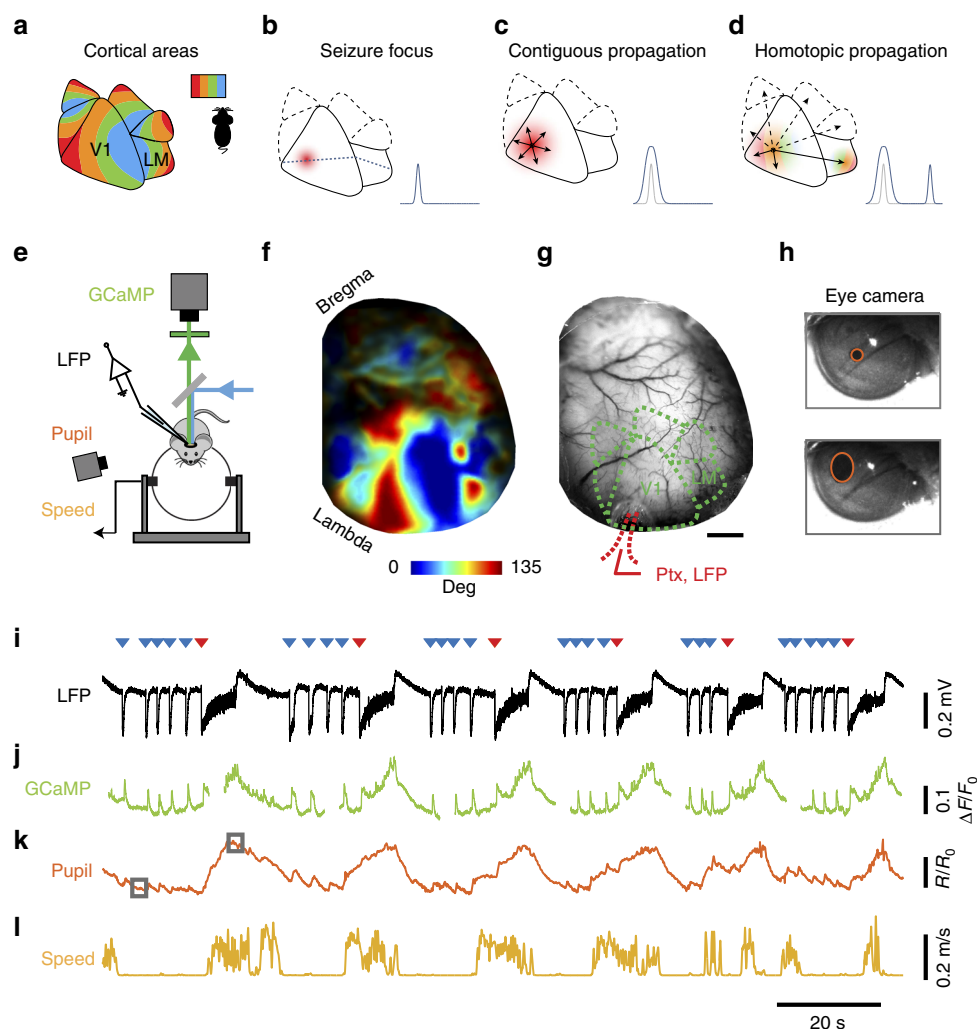 a
Cortical areas
V1
LM
b
Seizure focus
c
Contiguous propagation
d
Homotopic propagation
e
GCaMP
LFP
Pupil
Speed
f
Bregma
Lambda
0
135
Deg
g
V1
LM
Ptx, LFP
h
Eye camera
i
LFP
0.2 mV
j
GCaMP
0.1
ΔF/F0
k
Pupil
R/R0
l
Speed
0.2 m/s
20 s